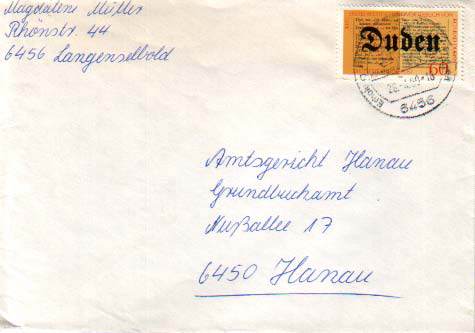 Magdalene Müller
Rhönstr. 44
6456 Langenselbold
Duden
60
6456
Amtsgericht Hanau
Grundbuchamt
Nußallee 17
6450 Hanau